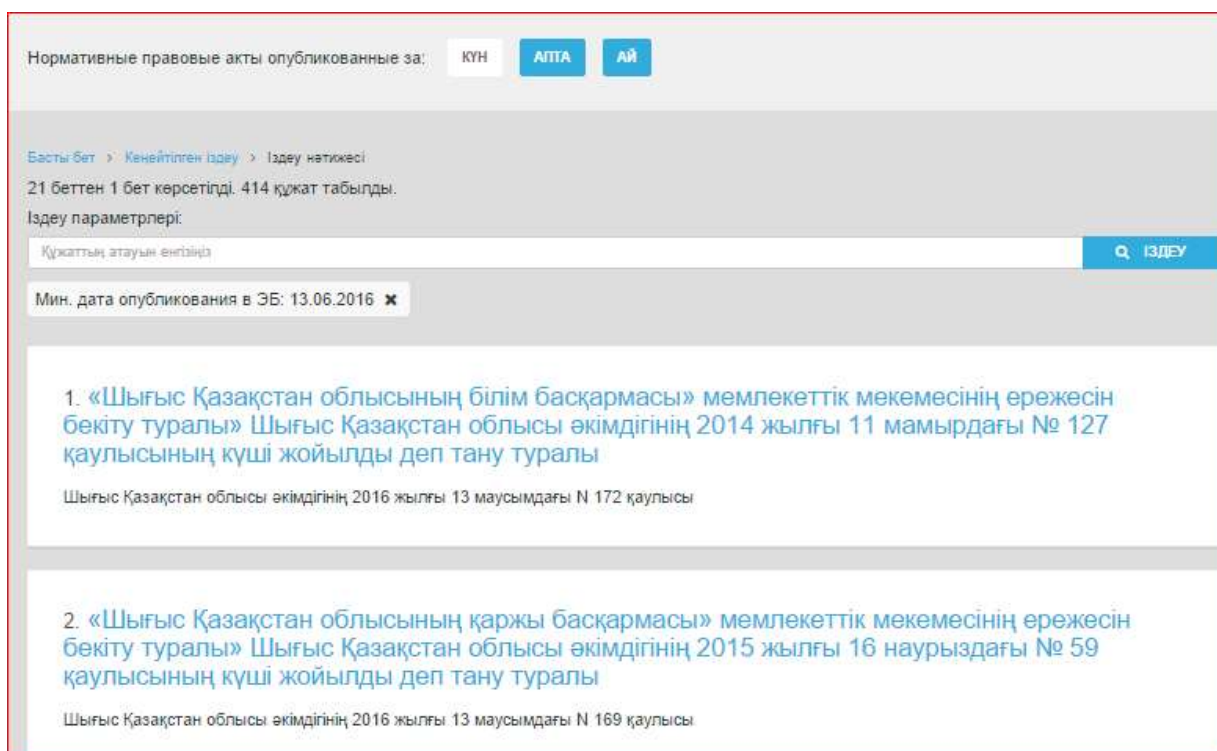 Нормативные правовые акты опубликованные за: КҮН АПТА АЙ
Басты бет > Кеңейтілген іздеу > Іздеу нәтижесі
21 беттен 1 бет көрсетілді. 414 құжат табылды.
Іздеу параметрлері:
Құжаттың атауын енгізіңіз ІЗДЕУ
Мин. дата опубликования в ЭБ: 13.06.2016 ✖
1. «Шығыс Қазақстан облысының білім басқармасы» мемлекеттік мекемесінің ережесін
бекіту туралы» Шығыс Қазақстан облысы әкімдігінің 2014 жылғы 11 мамырдағы № 127
қаулысының күші жойылды деп тану туралы
Шығыс Қазақстан облысы әкімдігінің 2016 жылғы 13 маусымдағы N 172 қаулысы
2. «Шығыс Қазақстан облысының қаржы басқармасы» мемлекеттік мекемесінің ережесін
бекіту туралы» Шығыс Қазақстан облысы әкімдігінің 2015 жылғы 16 наурыздағы № 59
қаулысының күші жойылды деп тану туралы
Шығыс Қазақстан облысы әкімдігінің 2016 жылғы 13 маусымдағы N 169 қаулысы